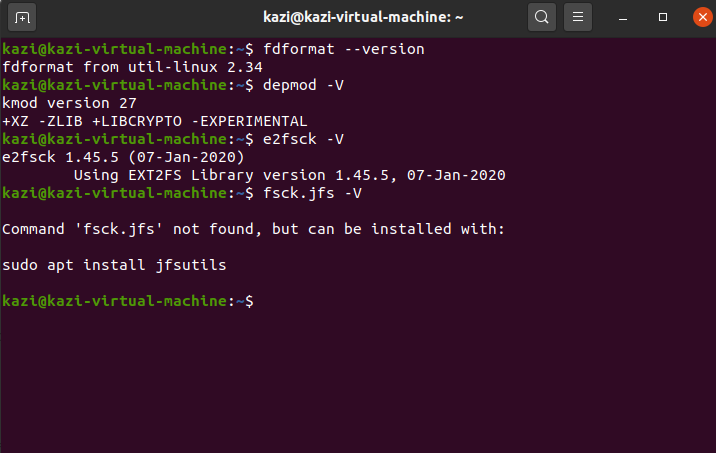 kazi@kazi-virtual-machine: ~
kazi@kazi-virtual-machine:~$ fdformat --version
fdformat from util-linux 2.34
kazi@kazi-virtual-machine:~$ depmod -V
kmod version 27
+XZ -ZLIB +LIBCRYPTO -EXPERIMENTAL
kazi@kazi-virtual-machine:~$ e2fsck -V
e2fsck 1.45.5 (07-Jan-2020)
        Using EXT2FS Library version 1.45.5, 07-Jan-2020
kazi@kazi-virtual-machine:~$ fsck.jfs -V
Command 'fsck.jfs' not found, but can be installed with:
sudo apt install jfsutils
kazi@kazi-virtual-machine:~$